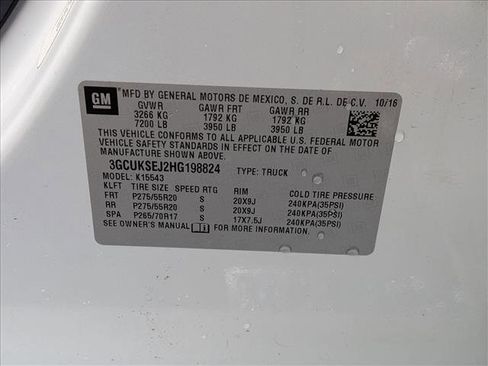 GM
MFD BY GENERAL MOTORS DE MEXICO, S. DE R.L. DE C.V. 10/16
GVWR GAWR FRT GAWR RR
3266 KG 1792 KG 1792 KG
7200 LB 3950 LB 3950 LB
THIS VEHICLE CONFORMS TO ALL APPLICABLE U.S. FEDERAL MOTOR
VEHICLE SAFETY STANDARDS IN EFFECT ON THE DATE OF
MANUFACTURE SHOWN ABOVE.
3GCUKSEJ2HG198824 TYPE: TRUCK
MODEL: K15543
KLFT TIRE SIZE SPEED RTG RIM COLD TIRE PRESSURE
FRT P275/55R20 S 20X9J 240KPA(35PSI)
RR P275/55R20 S 20X9J 240KPA(35PSI)
SPA P265/70R17 S 17X7.5J 240KPA(35PSI)
SEE OWNER'S MANUAL FOR MORE INFORMATION.